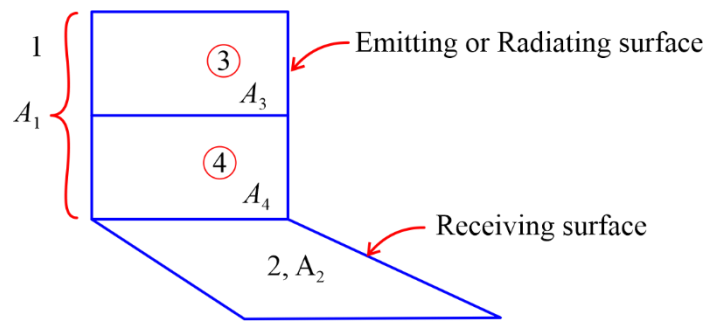 1
3
Emitting or Radiating surface
A₃
A₁
4
A₄
Receiving surface
2, A₂